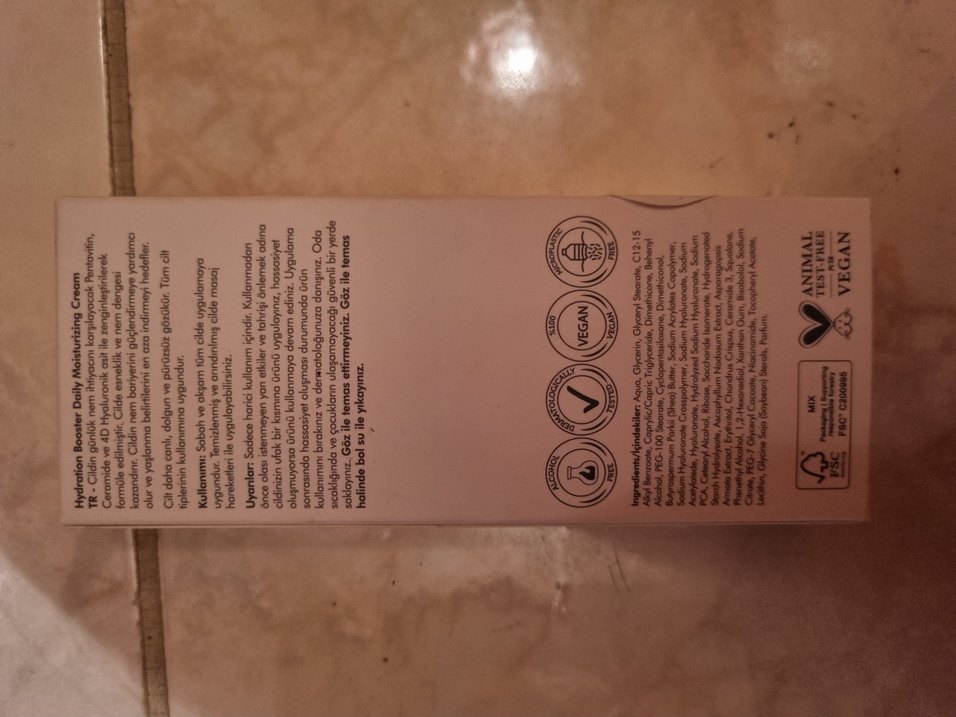 Hydration Booster Daily Moisturizing Cream
TR - Cildin günlük nem ihtiyacını karşılayacak Pentavitin,
Ceramide ve 4D Hyaluronik asit ile zenginleştirilerek
formüle edilmiştir. Cilde esneklik ve nem dengesi
kazandırır. Cildin nem bariyerini güçlendirmeye yardımcı
olur ve yaşlanma belirtilerini en aza indirmeyi hedefler.
Cilt daha canlı, dolgun ve pürüzsüz gözükür. Tüm cilt
tiplerinin kullanımına uygundur.
Kullanımı: Sabah ve akşam tüm cilde uygulamaya
uygundur. Temizlenmiş ve arındırılmış cilde masaj
hareketleri ile uygulayabilirsiniz.
Uyarılar: Sadece harici kullanım içindir. Kullanmadan
önce olası istenmeyen yan etkiler ve tahrişi önlemek adına
cildinizin ufak bir kısmına ürünü uygulayınız, hassasiyet
oluşmuyorsa ürünü kullanmaya devam ediniz. Uygulama
sonrasında hassasiyet oluşması durumunda ürün
kullanımını bırakınız ve dermatoloğunuza danışınız. Oda
sıcaklığında ve çocukların ulaşamayacağı güvenli bir yerde
saklayınız. Göz ile temas ettirmeyiniz. Göz ile temas
halinde bol su ile yıkayınız.
ALCOHOL
FREE
DERMATOLOGICALLY
TESTED
%100
VEGAN
VEGAN
MICROPLASTIC
FREE
Ingredients/İçindekiler: Aqua, Glycerin, Glyceryl Stearate, C12-15
Alkyl Benzoate, Caprylic/Capric Triglyceride, Dimethicone, Behenyl
Alcohol, PEG-100 Stearate, Cyclopentasiloxane, Dimethiconol,
Butyrospermum Parkii (Shea) Butter, Sodium Acrylates Copolymer,
Sodium Hyaluronate Crosspolymer, Sodium Hyaluronate, Sodium
Acetylated Hyaluronate, Hydrolyzed Sodium Hyaluronate, Sodium
PCA, Cetearyl Alcohol, Ribose, Saccharide Isomerate, Hydrogenated
Starch Hydrolysate, Ascophyllum Nodosum Extract, Asparagopsis
Armata Extract, Erythritol, Chondrus Crispus, Ceramide 3, Squalane,
Phenethyl Alcohol, 1,2-Hexanediol, Xanthan Gum, Bisabolol, Sodium
Citrate, PEG-7 Glyceryl Cocoate, Niacinamide, Tocopheryl Acetate,
Lecithin, Glycine Soja (Soybean) Sterols, Parfum.
FSC
MIX
Packaging | Supporting
responsible forestry
FSC® C200995
ANIMAL
TEST-FREE
PETA
VEGAN